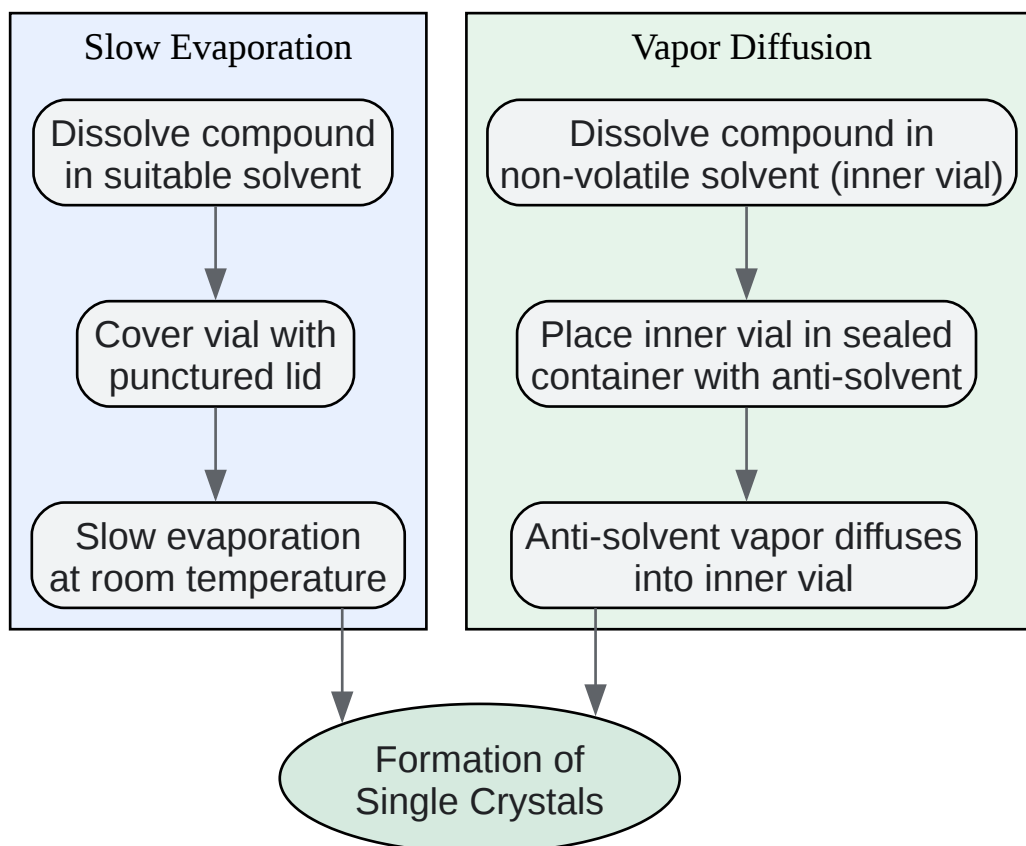 Slow Evaporation
Dissolve compound
in suitable solvent
Cover vial with
punctured lid
Slow evaporation
at room temperature
Vapor Diffusion
Dissolve compound in
non-volatile solvent (inner vial)
Place inner vial in sealed
container with anti-solvent
Anti-solvent vapor diffuses
into inner vial
Formation of
Single Crystals